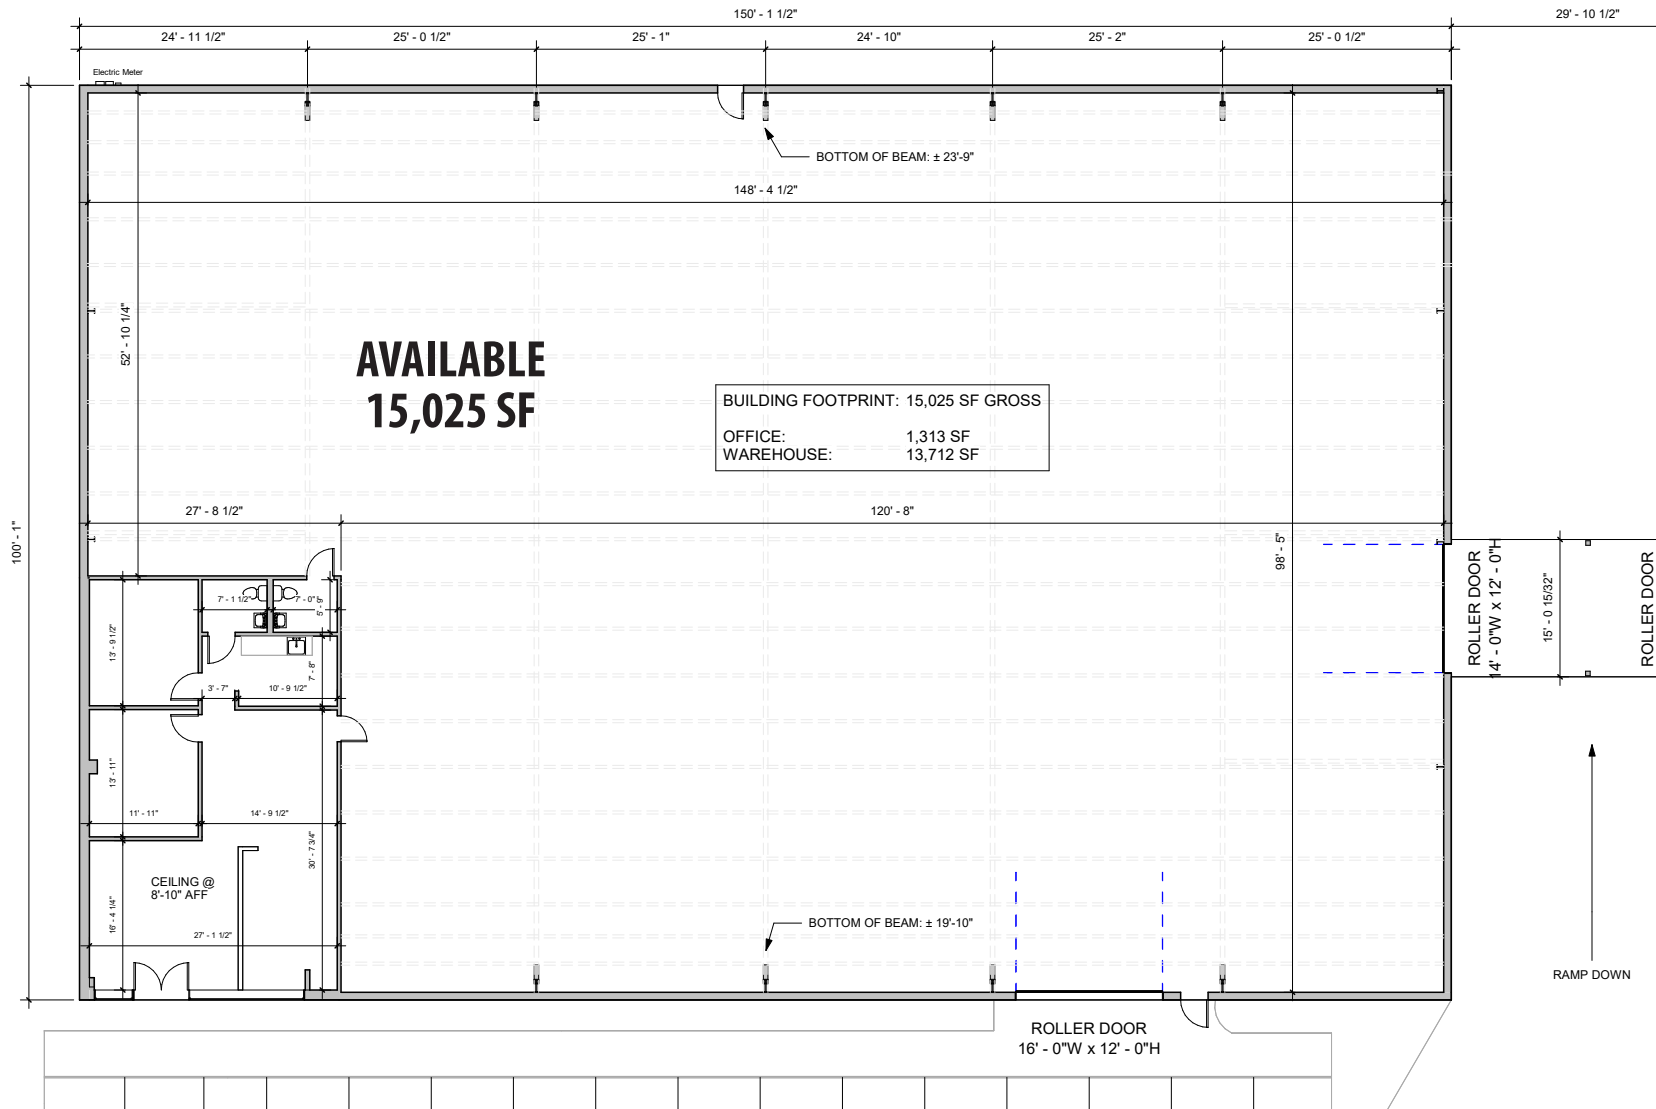 150' - 1 1/2"
29' - 10 1/2"
24' - 11 1/2"
25' - 0 1/2"
25' - 1"
24' - 10"
25' - 2"
25' - 0 1/2"
Electric Meter
BOTTOM OF BEAM: ± 23'-9"
148' - 4 1/2"
52' - 10 1/4"
AVAILABLE
15,025 SF
BUILDING FOOTPRINT: 15,025 SF GROSS
OFFICE: 1,313 SF
WAREHOUSE: 13,712 SF
100' - 1"
27' - 8 1/2"
120' - 8"
98' - 5"
ROLLER DOOR
14' - 0"W x 12' - 0"H
15' - 0 15/32"
ROLLER DOOR
7' - 1 1/2"
7' - 0"
5' - 9"
13' - 9 1/2"
7' - 8"
3' - 7"
10' - 9 1/2"
13' - 11"
11' - 11"
14' - 9 1/2"
30' - 7 3/4"
CEILING @
8'-10" AFF
16' - 4 1/4"
27' - 1 1/2"
BOTTOM OF BEAM: ± 19'-10"
RAMP DOWN
ROLLER DOOR
16' - 0"W x 12' - 0"H